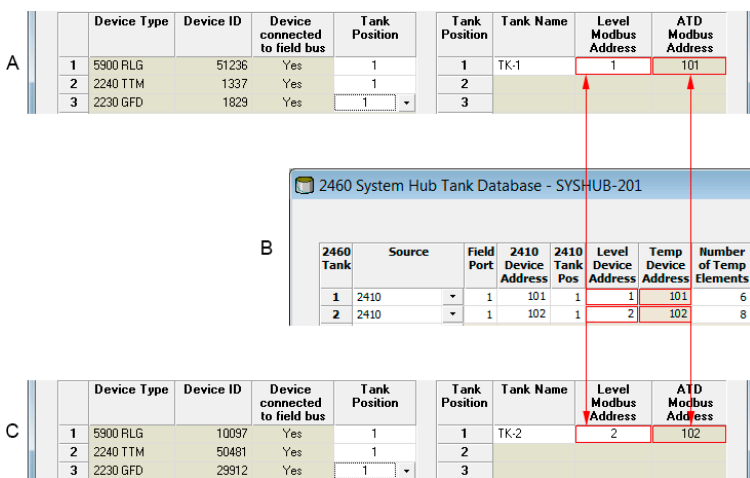 A
Device Type Device ID Device connected to field bus Tank Position Tank Position Tank Name Level Modbus Address ATD Modbus Address
1 5900 RLG 51236 Yes 1 1 TK-1 1 101
2 2240 TTM 1337 Yes 1 2
3 2230 GFD 1829 Yes 1 3
2460 System Hub Tank Database - SYSHUB-201
B
2460 Tank Source Field Port 2410 Device Address 2410 Tank Pos Level Device Address Temp Device Address Number of Temp Elements
1 2410 1 101 1 1 101 6
2 2410 1 102 1 2 102 8
C
Device Type Device ID Device connected to field bus Tank Position Tank Position Tank Name Level Modbus Address ATD Modbus Address
1 5900 RLG 10097 Yes 1 1 TK-2 2 102
2 2240 TTM 50481 Yes 1 2
3 2230 GFD 29912 Yes 1 3